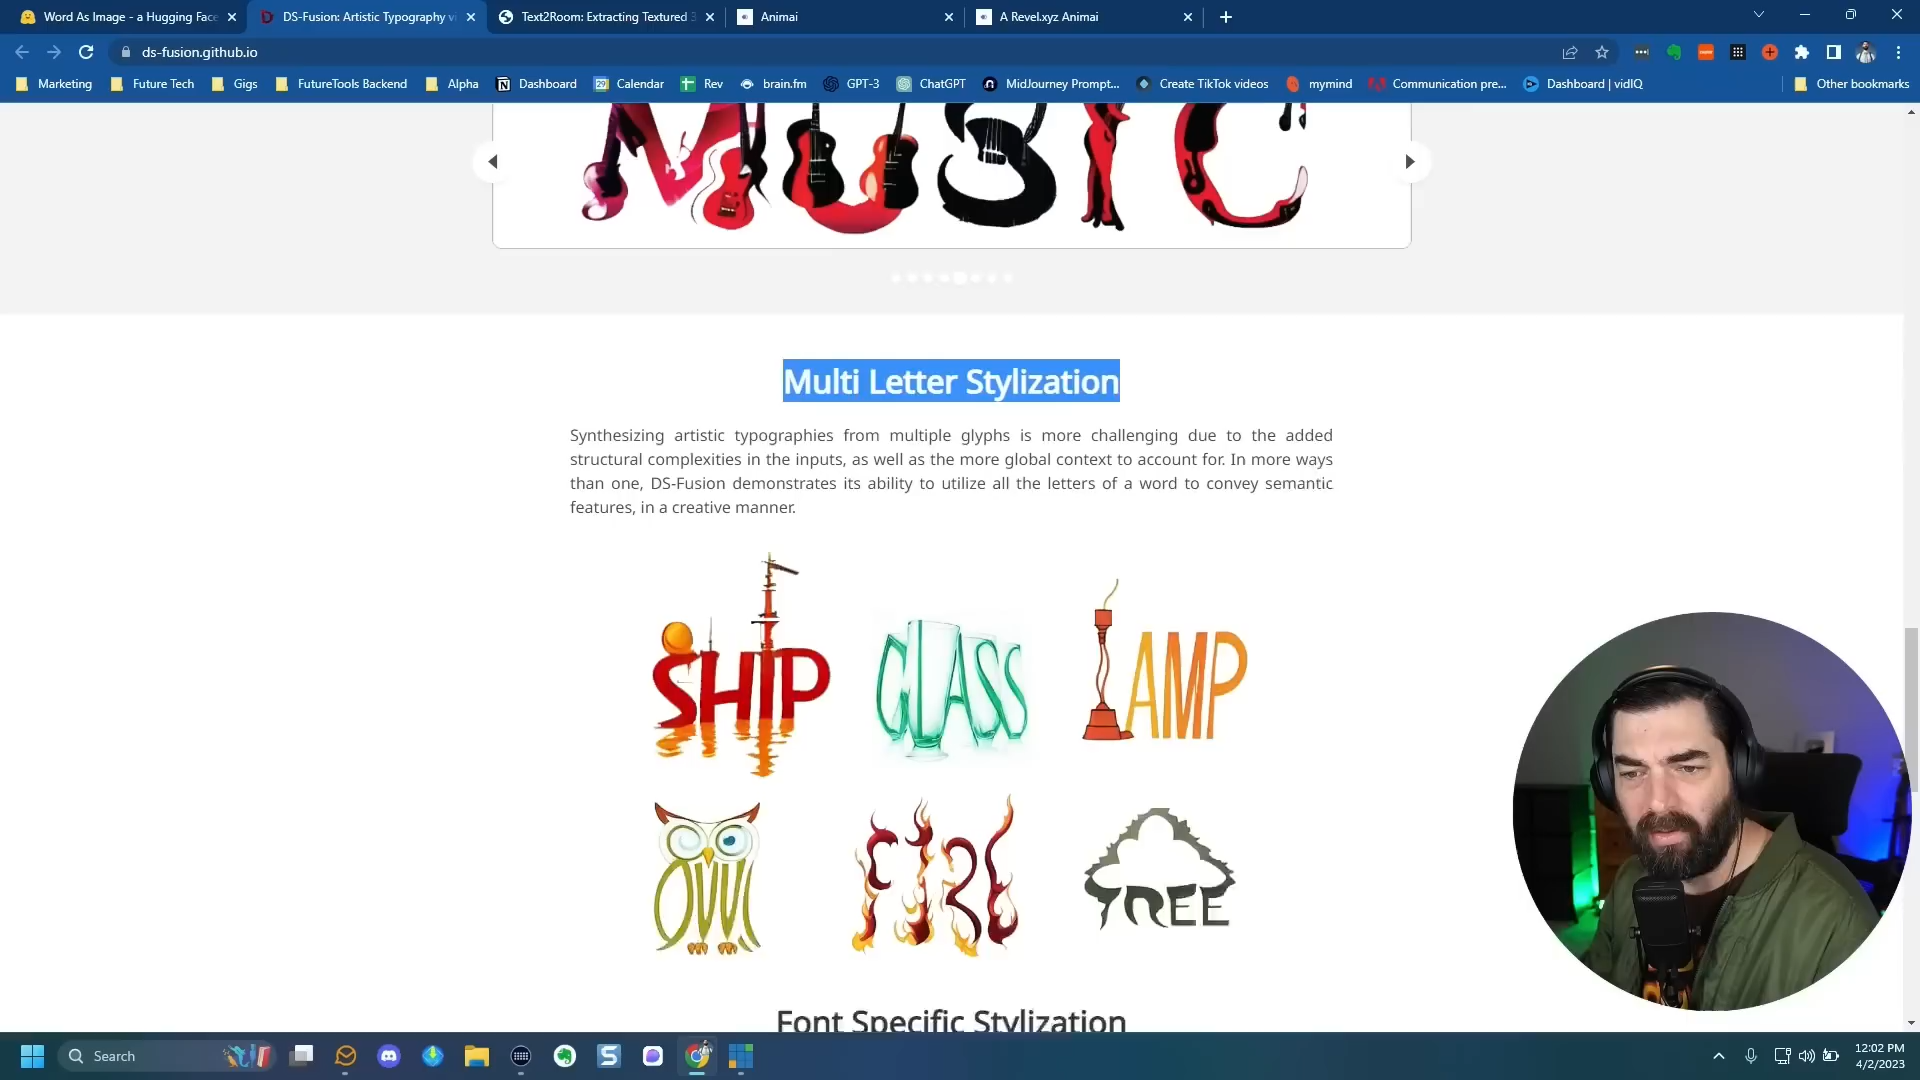 Word As Image - a Hugging Face
DS-Fusion: Artistic Typography vi
Text2Room: Extracting Textured 3
Animai
A Revel.xyz Animai
ds-fusion.github.io
Marketing
Future Tech
Gigs
FutureTools Backend
Alpha
Dashboard
Calendar
Rev
brain.fm
GPT-3
ChatGPT
MidJourney Prompt...
Create TikTok videos
mymind
Communication pre...
Dashboard | vidIQ
Other bookmarks
MUSIC
Multi Letter Stylization
Synthesizing artistic typographies from multiple glyphs is more challenging due to the added
structural complexities in the inputs, as well as the more global context to account for. In more ways
than one, DS-Fusion demonstrates its ability to utilize all the letters of a word to convey semantic
features, in a creative manner.
SHIP
GLASS
LAMP
OWL
FIRE
TREE
Font Specific Stylization
Search
12:02 PM
4/2/2023